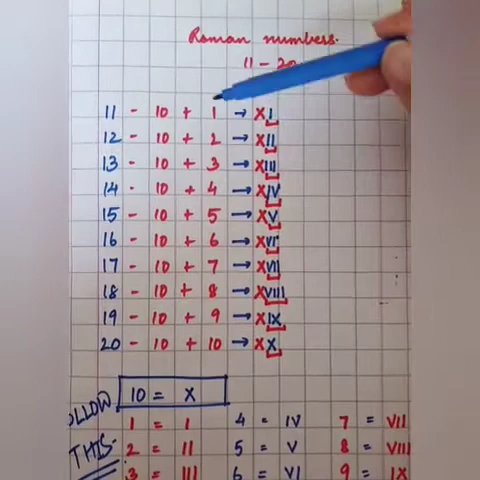 Roman numbers.
11 - 20
11 - 10 + 1 → XI
12 - 10 + 2 → XII
13 - 10 + 3 → XIII
14 - 10 + 4 → XIV
15 - 10 + 5 → XV
16 - 10 + 6 → XVI
17 - 10 + 7 → XVII
18 - 10 + 8 → XVIII
19 - 10 + 9 → XIX
20 - 10 + 10 → XX
10 = X
FOLLOW
THIS-
1 = I 4 = IV 7 = VII
2 = II 5 = V 8 = VIII
3 = III 6 = VI 9 = IX